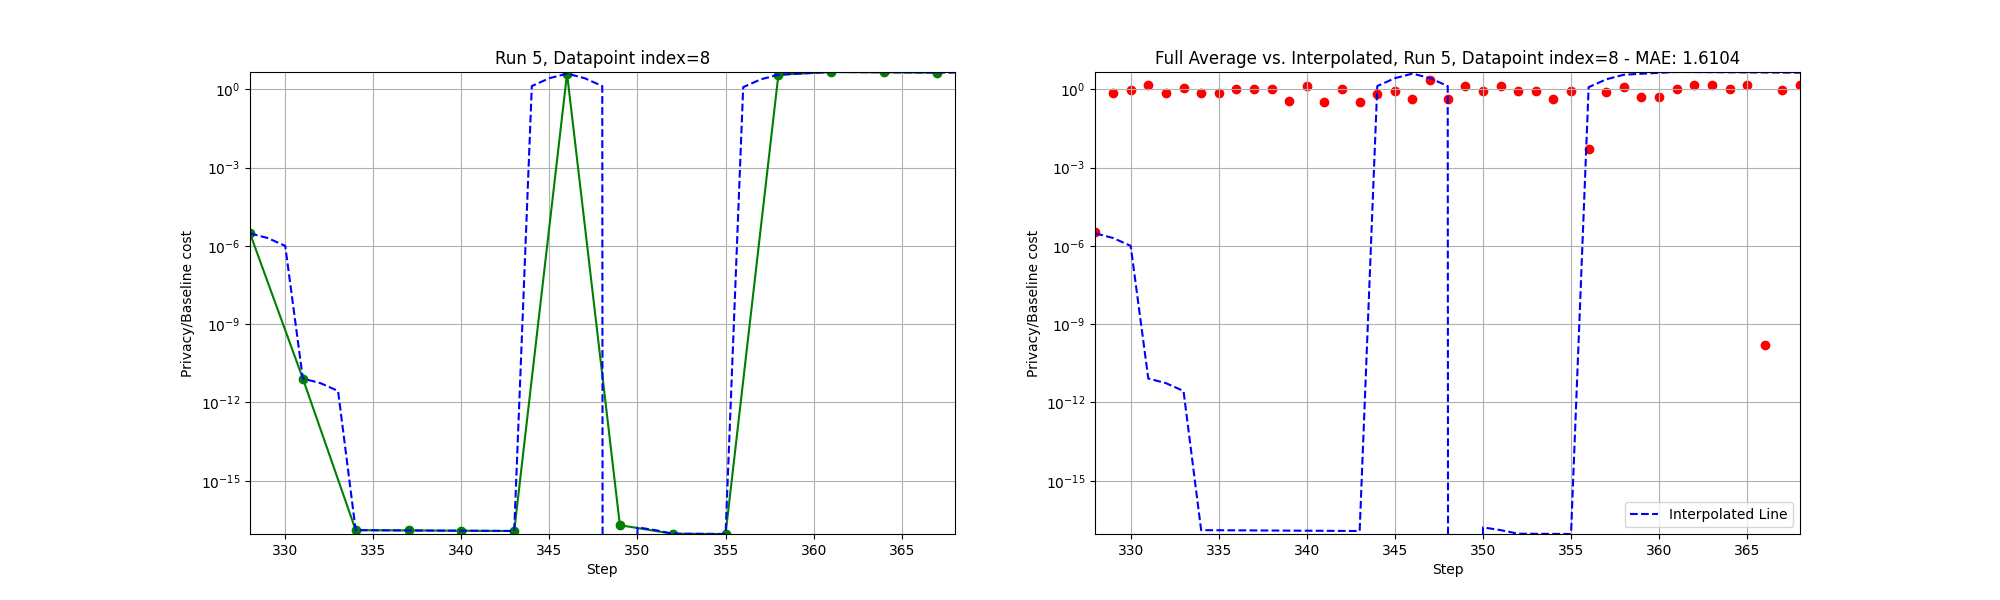 Run 5, Datapoint index=8
Privacy/Baseline cost
10^0
10^-3
10^-6
10^-9
10^-12
10^-15
330 335 340 345 350 355 360 365
Step
Full Average vs. Interpolated, Run 5, Datapoint index=8 - MAE: 1.6104
Privacy/Baseline cost
10^0
10^-3
10^-6
10^-9
10^-12
10^-15
Interpolated Line
330 335 340 345 350 355 360 365
Step